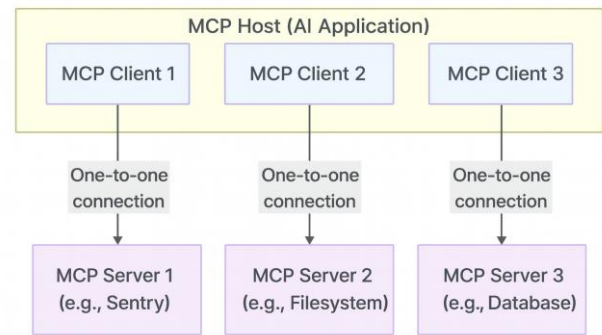 MCP Host (AI Application)
MCP Client 1
MCP Client 2
MCP Client 3
One-to-one
connection
One-to-one
connection
One-to-one
connection
MCP Server 1
(e.g., Sentry)
MCP Server 2
(e.g., Filesystem)
MCP Server 3
(e.g., Database)